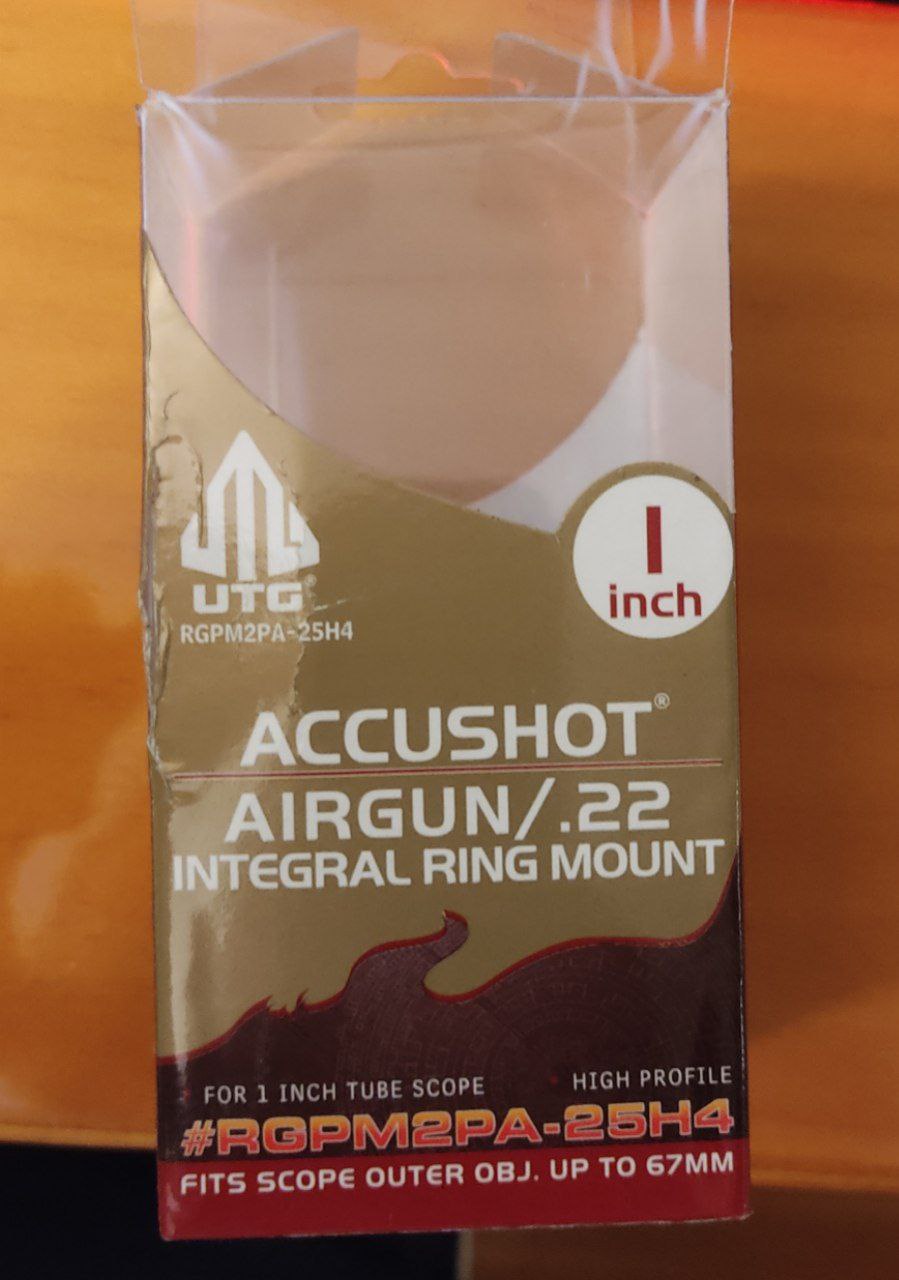 UTG®
RGPM2PA-25H4
1
inch
ACCUSHOT®
AIRGUN/.22
INTEGRAL RING MOUNT
FOR 1 INCH TUBE SCOPE
HIGH PROFILE
#RGPM2PA-25H4
FITS SCOPE OUTER OBJ. UP TO 67MM